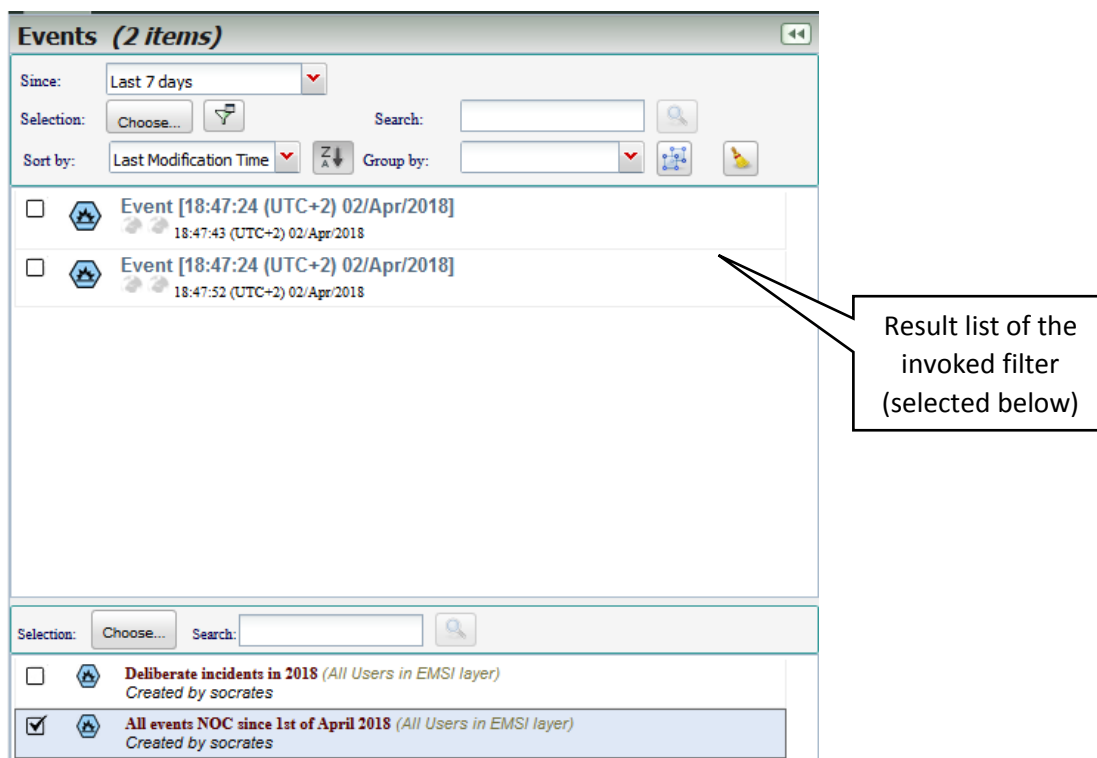 Events (2 items)
Since: Last 7 days
Selection: Choose... Search:
Sort by: Last Modification Time Z A Group by:
Event [18:47:24 (UTC+2) 02/Apr/2018]
18:47:43 (UTC+2) 02/Apr/2018
Event [18:47:24 (UTC+2) 02/Apr/2018]
18:47:52 (UTC+2) 02/Apr/2018
Result list of the
invoked filter
(selected below)
Selection: Choose... Search:
Deliberate incidents in 2018 (All Users in EMSI layer)
Created by socrates
All events NOC since 1st of April 2018 (All Users in EMSI layer)
Created by socrates